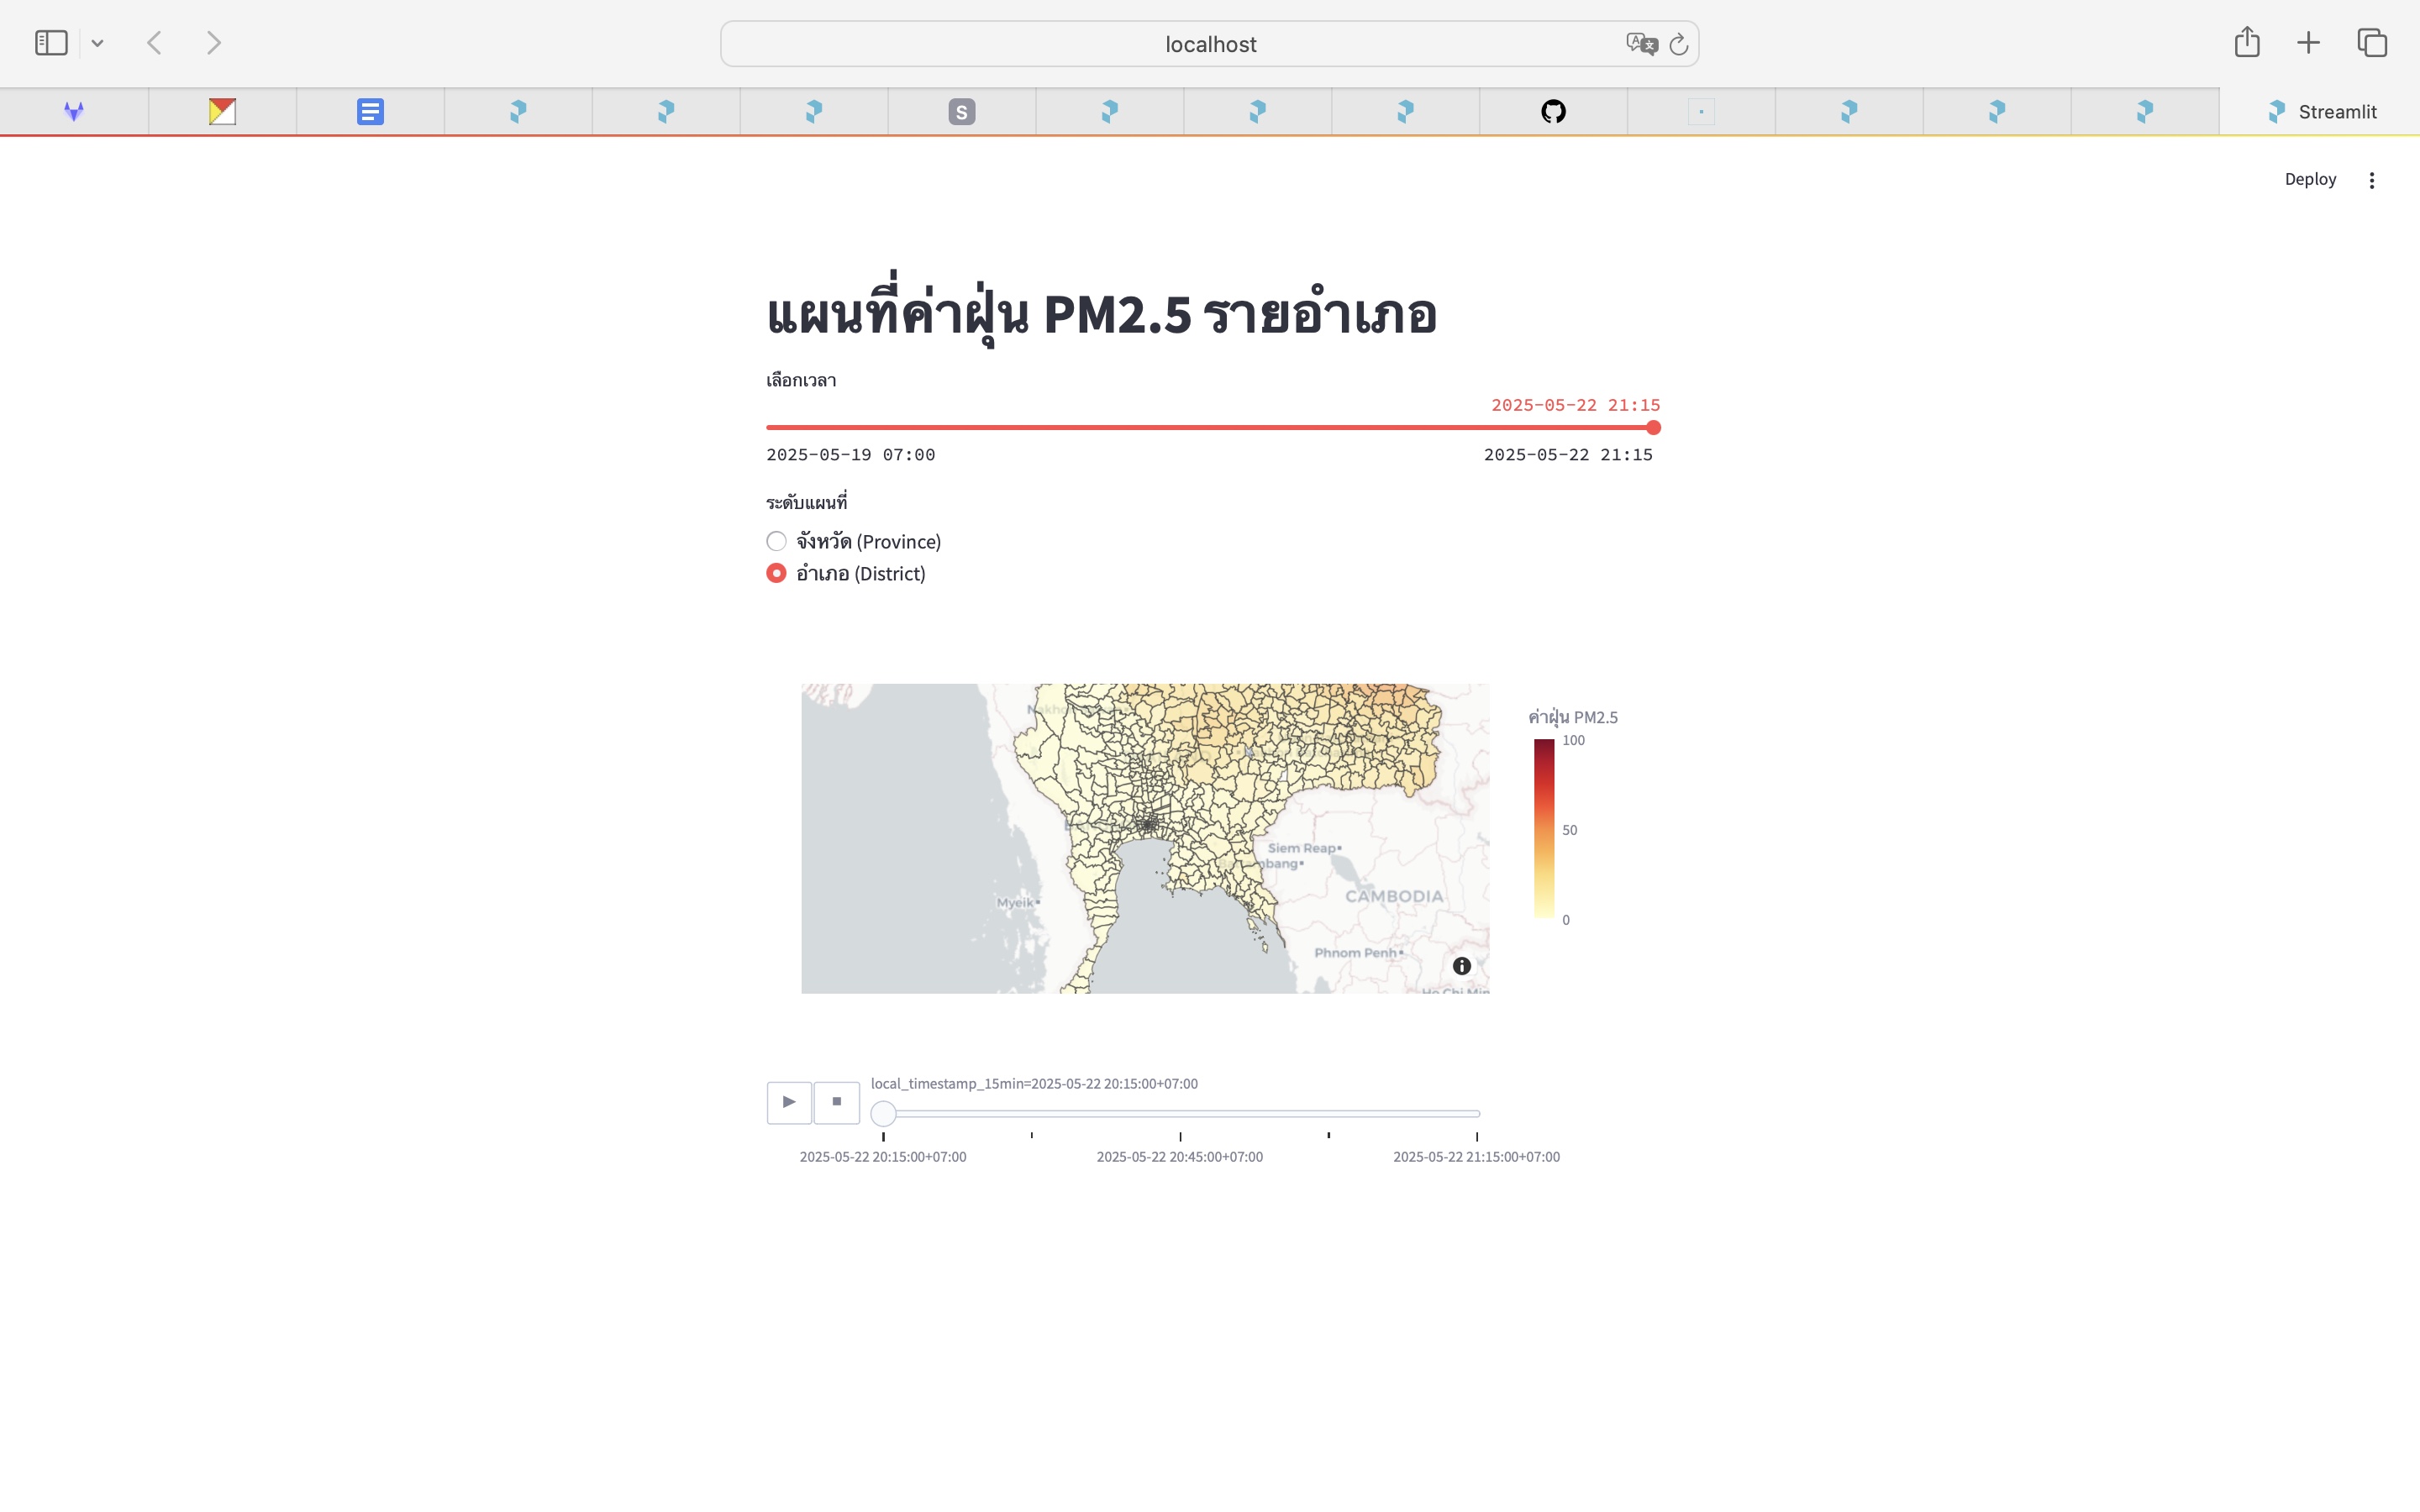 localhost
S
Streamlit
Deploy
แผนที่ค่าฝุ่น PM2.5 รายอำเภอ
เลือกเวลา
2025-05-22 21:15
2025-05-19 07:00
2025-05-22 21:15
ระดับแผนที่
จังหวัด (Province)
อำเภอ (District)
Siem Reap
CAMBODIA
Myeik
Phnom Penh
ค่าฝุ่น PM2.5
100
50
0
local_timestamp_15min=2025-05-22 20:15:00+07:00
2025-05-22 20:15:00+07:00
2025-05-22 20:45:00+07:00
2025-05-22 21:15:00+07:00